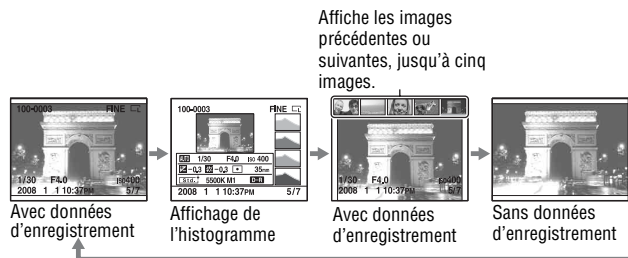 Affiche les images
précédentes ou
suivantes, jusqu'à cinq
images.
100-0003 FINE
1/30 F4.0 ISO400
2008 1 1 10:37PM 5/7
Avec données
d'enregistrement
100-0003 FINE
AUTO 1/30 F4,0 ISO 400
-0,3 -0,3 35mm
Std. 5500K M1 D-R
2008 1 1 10:37PM 5/7
Affichage de
l'histogramme
1/30 F4,0 ISO400
2008 1 1 10:37PM 5/7
Avec données
d'enregistrement
Sans données
d'enregistrement